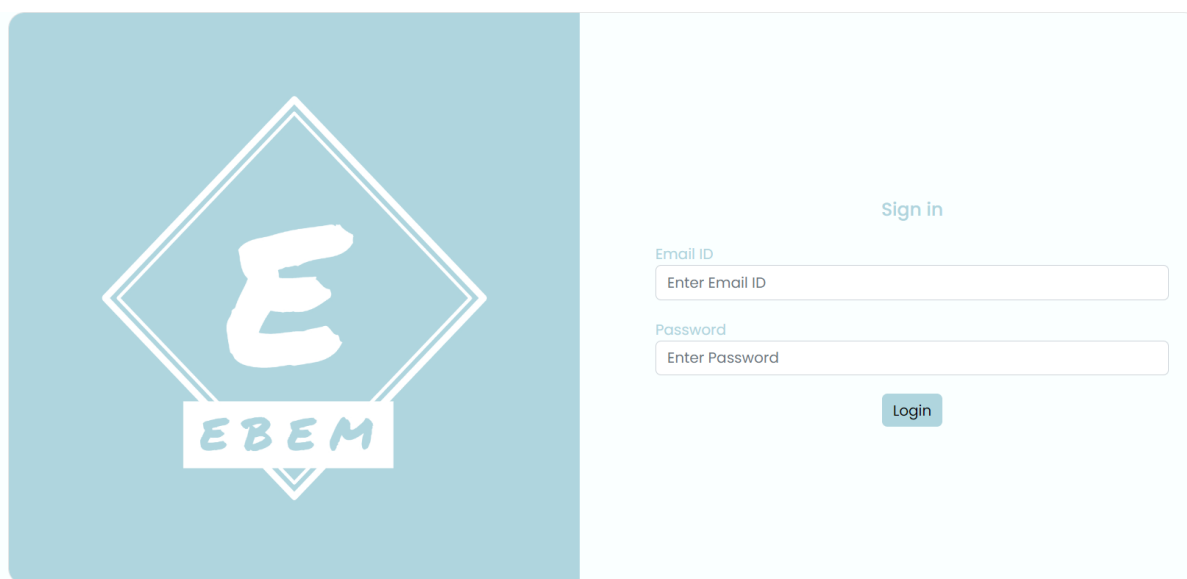 E
EBEM
Sign in
Email ID
Enter Email ID
Password
Enter Password
Login